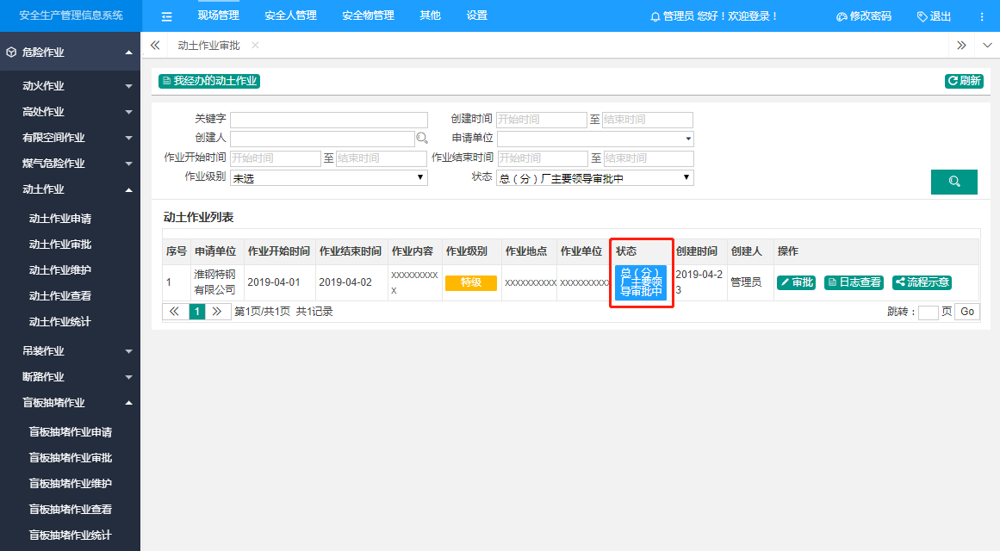 安全生产管理信息系统
现场管理 安全人管理 安全物管理 其他 设置
管理员 您好！欢迎登录！ 修改密码 退出
危险作业
动火作业
高处作业
有限空间作业
煤气危险作业
动土作业
动土作业申请
动土作业审批
动土作业维护
动土作业查看
动土作业统计
吊装作业
断路作业
盲板抽堵作业
盲板抽堵作业申请
盲板抽堵作业审批
盲板抽堵作业维护
盲板抽堵作业查看
盲板抽堵作业统计
动土作业审批
我经办的动土作业 刷新
关键字 创建时间 开始时间 至 结束时间
创建人 申请单位
作业开始时间 开始时间 至 结束时间 作业结束时间 开始时间 至 结束时间
作业级别 未选 状态 总（分）厂主要领导审批中
动土作业列表
序号 申请单位 作业开始时间 作业结束时间 作业内容 作业级别 作业地点 作业单位 状态 创建时间 创建人 操作
1 淮钢特钢有限公司 2019-04-01 2019-04-02 xxxxxxxxxx 特级 xxxxxxxxxx xxxxxxxxxx 总（分）厂主要领导审批中 2019-04-23 管理员 审批 日志查看 流程示意
1 第1页/共1页 共1记录 跳转： 页 Go